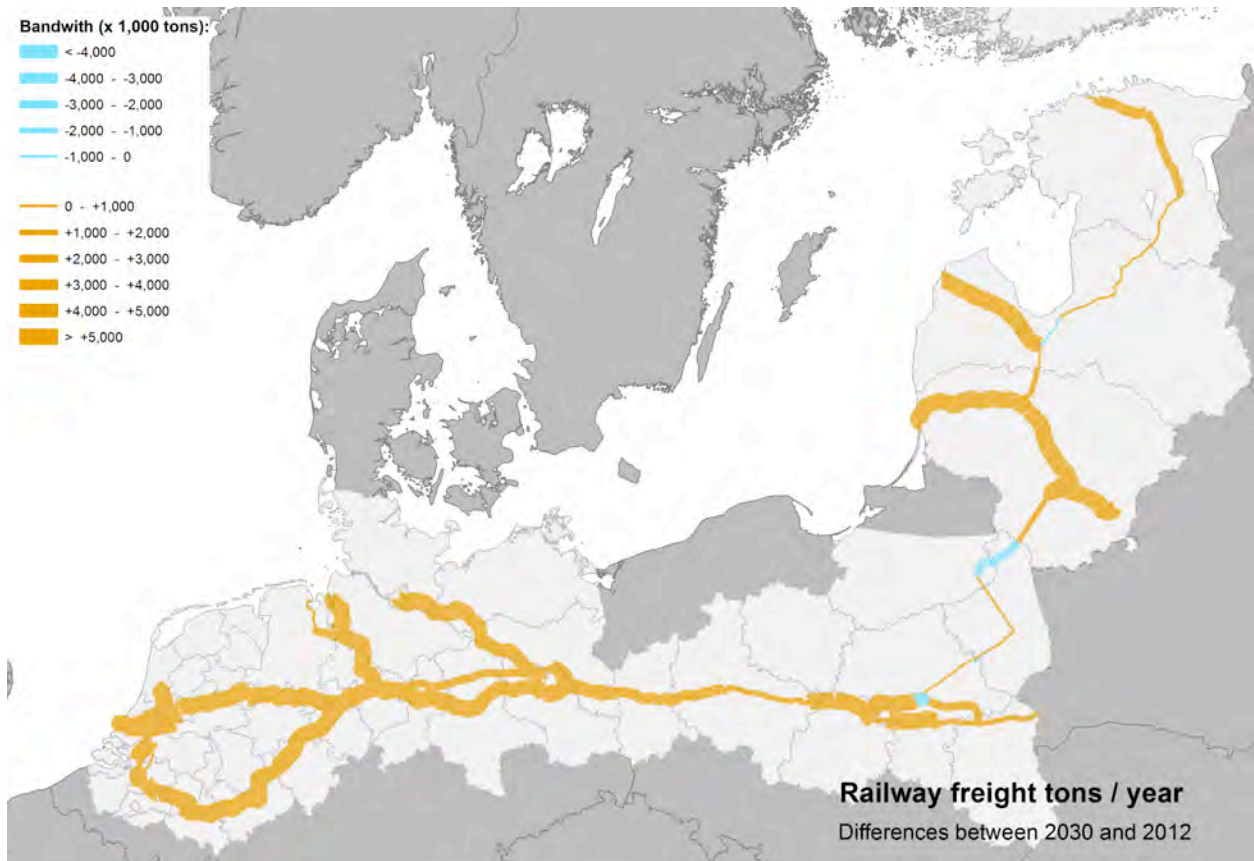 Bandwith (x 1,000 tons):
< -4,000
-4,000 - -3,000
-3,000 - -2,000
-2,000 - -1,000
-1,000 - 0
0 - +1,000
+1,000 - +2,000
+2,000 - +3,000
+3,000 - +4,000
+4,000 - +5,000
> +5,000
Railway freight tons / year
Differences between 2030 and 2012